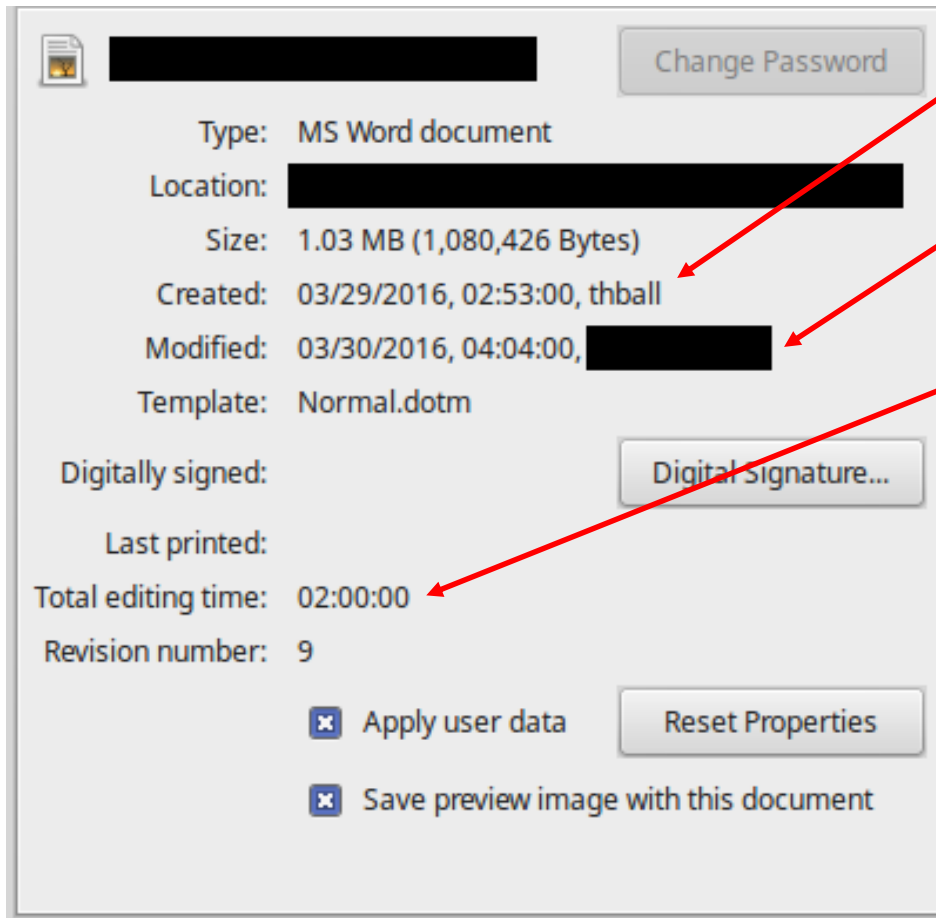 Change Password
Type: MS Word document
Location:
Size: 1.03 MB (1,080,426 Bytes)
Created: 03/29/2016, 02:53:00, thball
Modified: 03/30/2016, 04:04:00,
Template: Normal.dotm
Digitally signed: Digital Signature...
Last printed:
Total editing time: 02:00:00
Revision number: 9
Apply user data Reset Properties
Save preview image with this document